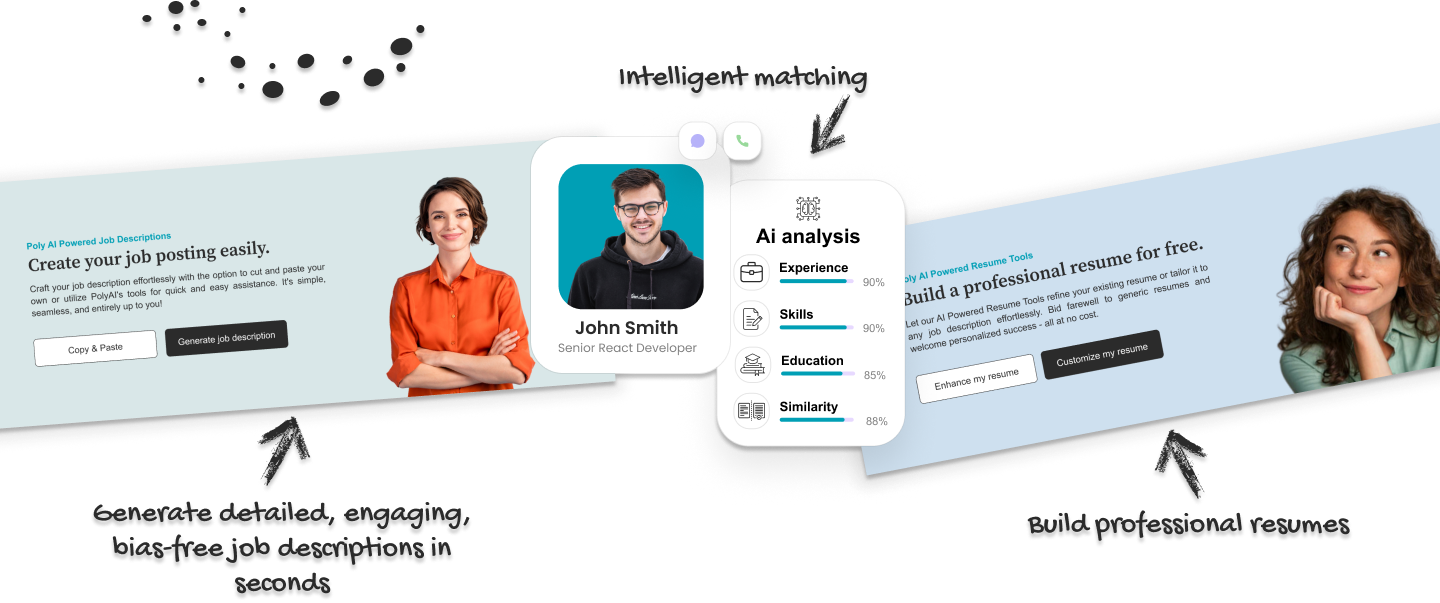 Intelligent matching
Poly AI Powered Job Descriptions
Create your job posting easily.
Craft your job description effortlessly with the option to cut and paste your
own or utilize PolyAI's tools for quick and easy assistance. It's simple,
seamless, and entirely up to you!
Copy & Paste
Generate job description
John Smith
Senior React Developer
Ai analysis
Experience
90%
Skills
90%
Education
85%
Similarity
88%
oly AI Powered Resume Tools
Build a professional resume for free.
Let our AI Powered Resume Tools refine your existing resume or tailor it to
any job description effortlessly. Bid farewell to generic resumes and
welcome personalized success - all at no cost.
Enhance my resume
Customize my resume
Generate detailed, engaging,
bias-free job descriptions in
seconds
Build professional resumes